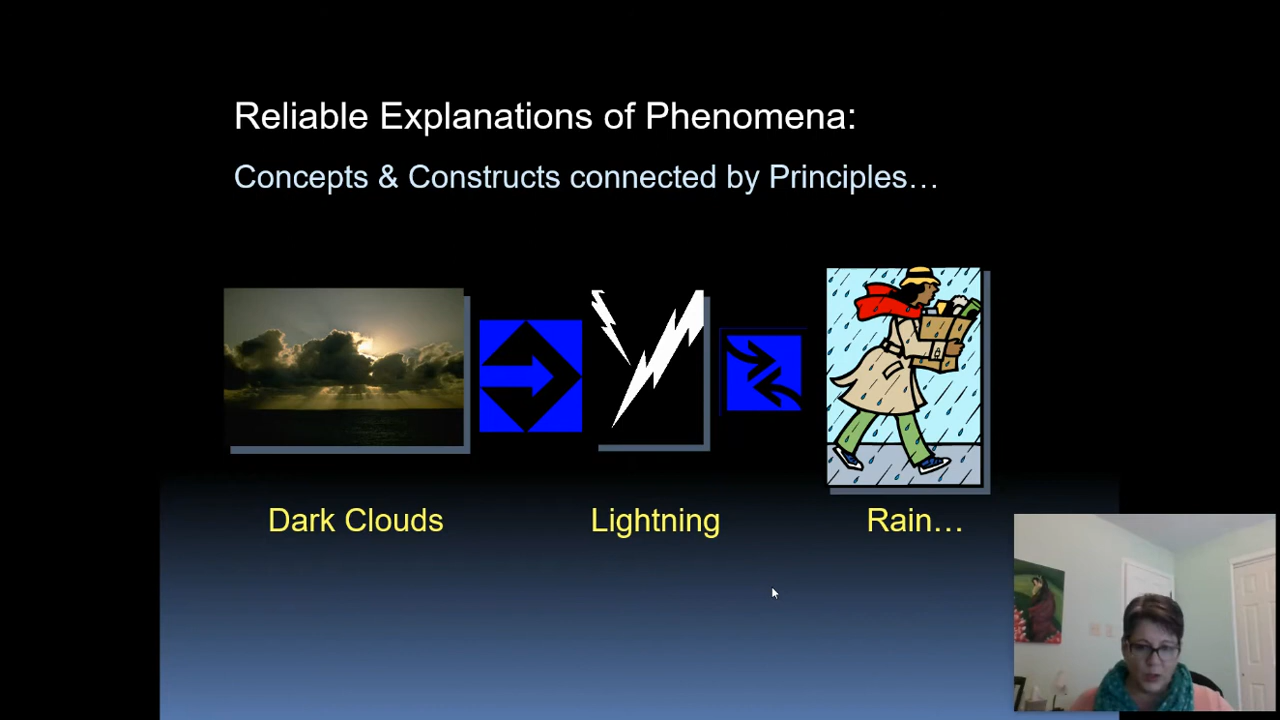 Reliable Explanations of Phenomena:
Concepts & Constructs connected by Principles…
Dark Clouds
Lightning
Rain…